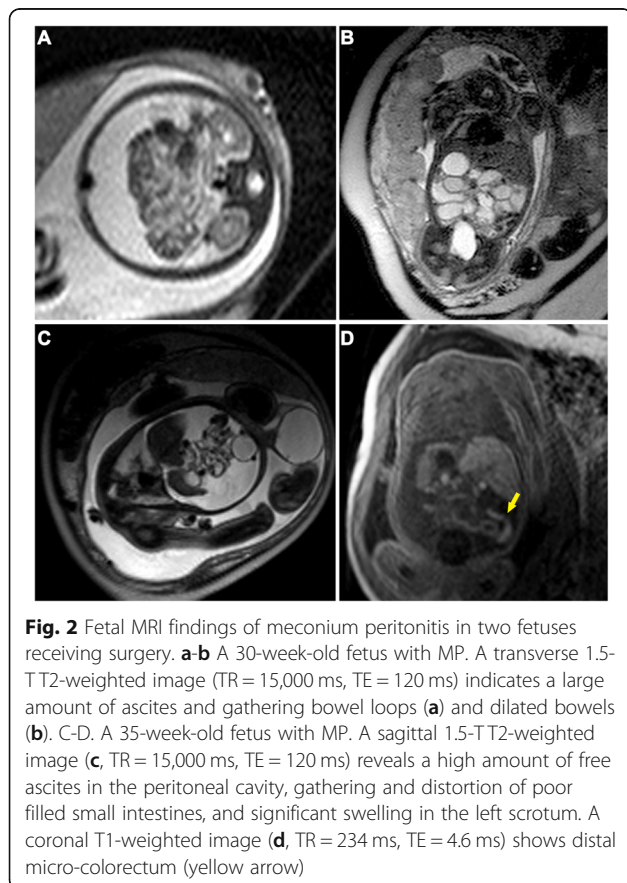 A
B
C
D
Fig. 2 Fetal MRI findings of meconium peritonitis in two fetuses
receiving surgery. a-b A 30-week-old fetus with MP. A transverse 1.5-
T T2-weighted image (TR = 15,000 ms, TE = 120 ms) indicates a large
amount of ascites and gathering bowel loops (a) and dilated bowels
(b). C-D. A 35-week-old fetus with MP. A sagittal 1.5-T T2-weighted
image (c, TR = 15,000 ms, TE = 120 ms) reveals a high amount of free
ascites in the peritoneal cavity, gathering and distortion of poor
filled small intestines, and significant swelling in the left scrotum. A
coronal T1-weighted image (d, TR = 234 ms, TE = 4.6 ms) shows distal
micro-colorectum (yellow arrow)